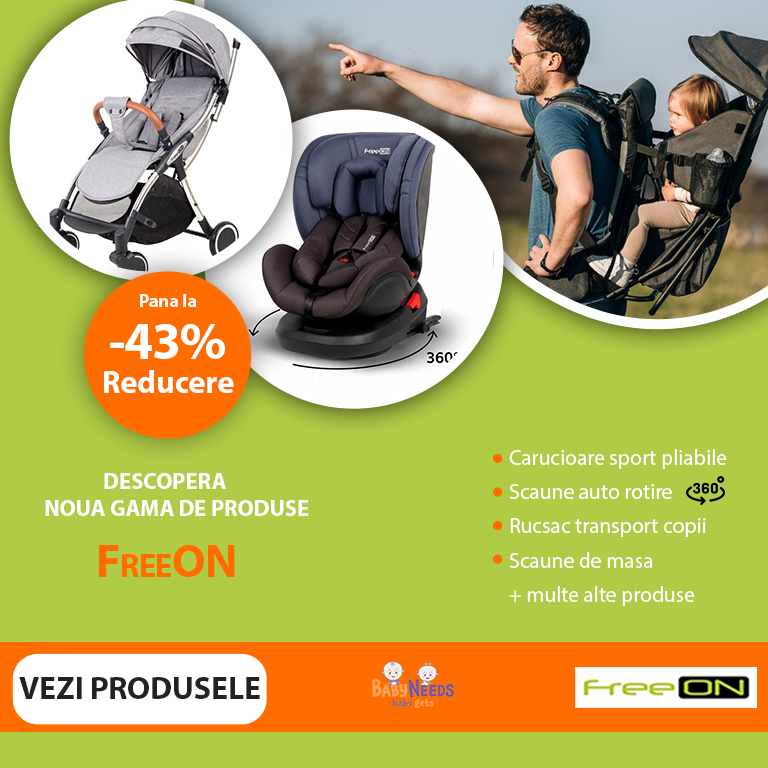 FreeON
FreeON
360°
Pana la
-43%
Reducere
DESCOPERA
NOUA GAMA DE PRODUSE
FREEON
Carucioare sport pliabile
Scaune auto rotire 360°
Rucsac transport copii
Scaune de masa
+ multe alte produse
VEZI PRODUSELE
BABYNEEDS
baby gets
FreeON